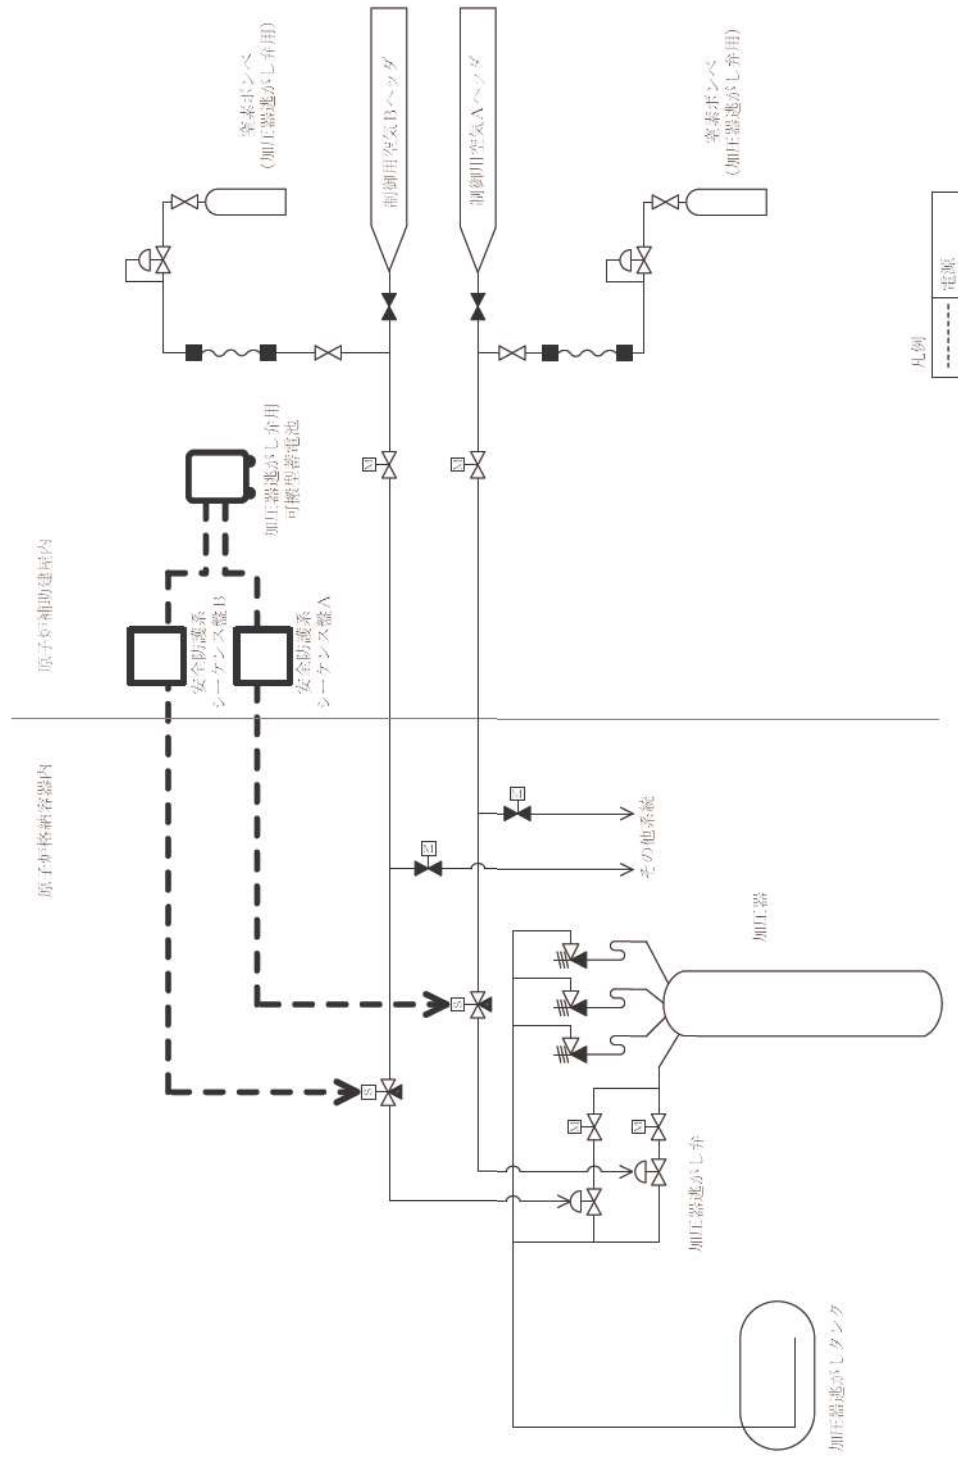 原子炉格納容器内
原子炉補助建屋内
安全防護系
シーケンス盤B
安全防護系
シーケンス盤A
加圧器逃がし弁用
可搬型蓄電池
窒素ボンベ
(加圧器逃がし弁用)
制御用空気Bヘッダ
制御用空気Aヘッダ
窒素ボンベ
(加圧器逃がし弁用)
M
M
M
M
S
S
M
M
その他系統
加圧器
加圧器逃がし弁
加圧器逃がしタンク
凡例
電源